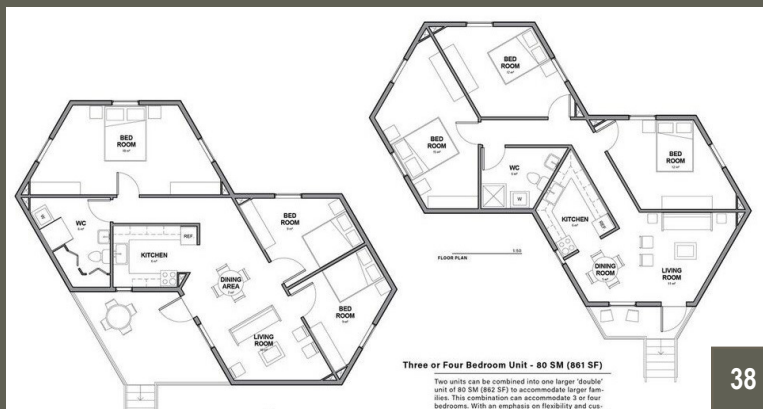 BED
ROOM
WC
KITCHEN
REF.
DINING
AREA
BED
ROOM
BED
ROOM
LIVING
ROOM
BED
ROOM
BED
ROOM
WC
W
BED
ROOM
KITCHEN
REF.
DINING
ROOM
LIVING
ROOM
FLOOR PLAN
Three or Four Bedroom Unit - 80 SM (861 SF)
Two units can be combined into one larger 'double'
unit of 80 SM (862 SF) to accommodate larger fam-
ilies. This combination can accommodate 3 or four
bedrooms. With an emphasis on flexibility and cus-
38